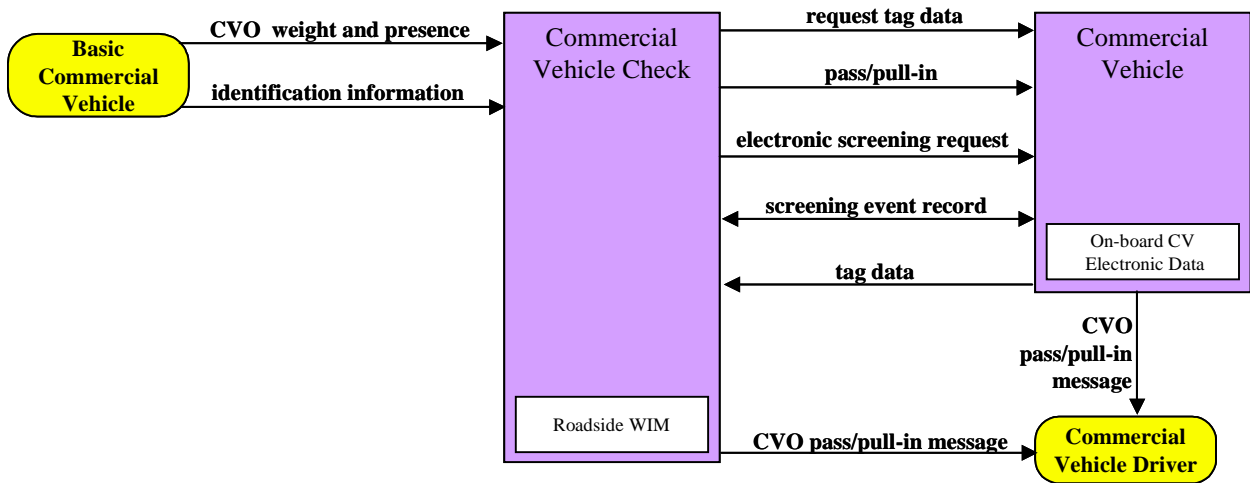 Basic
Commercial
Vehicle
CVO weight and presence
identification information
Commercial
Vehicle Check
Roadside WIM
request tag data
pass/pull-in
electronic screening request
screening event record
tag data
CVO pass/pull-in message
Commercial
Vehicle
On-board CV
Electronic Data
CVO
pass/pull-in
message
Commercial
Vehicle Driver